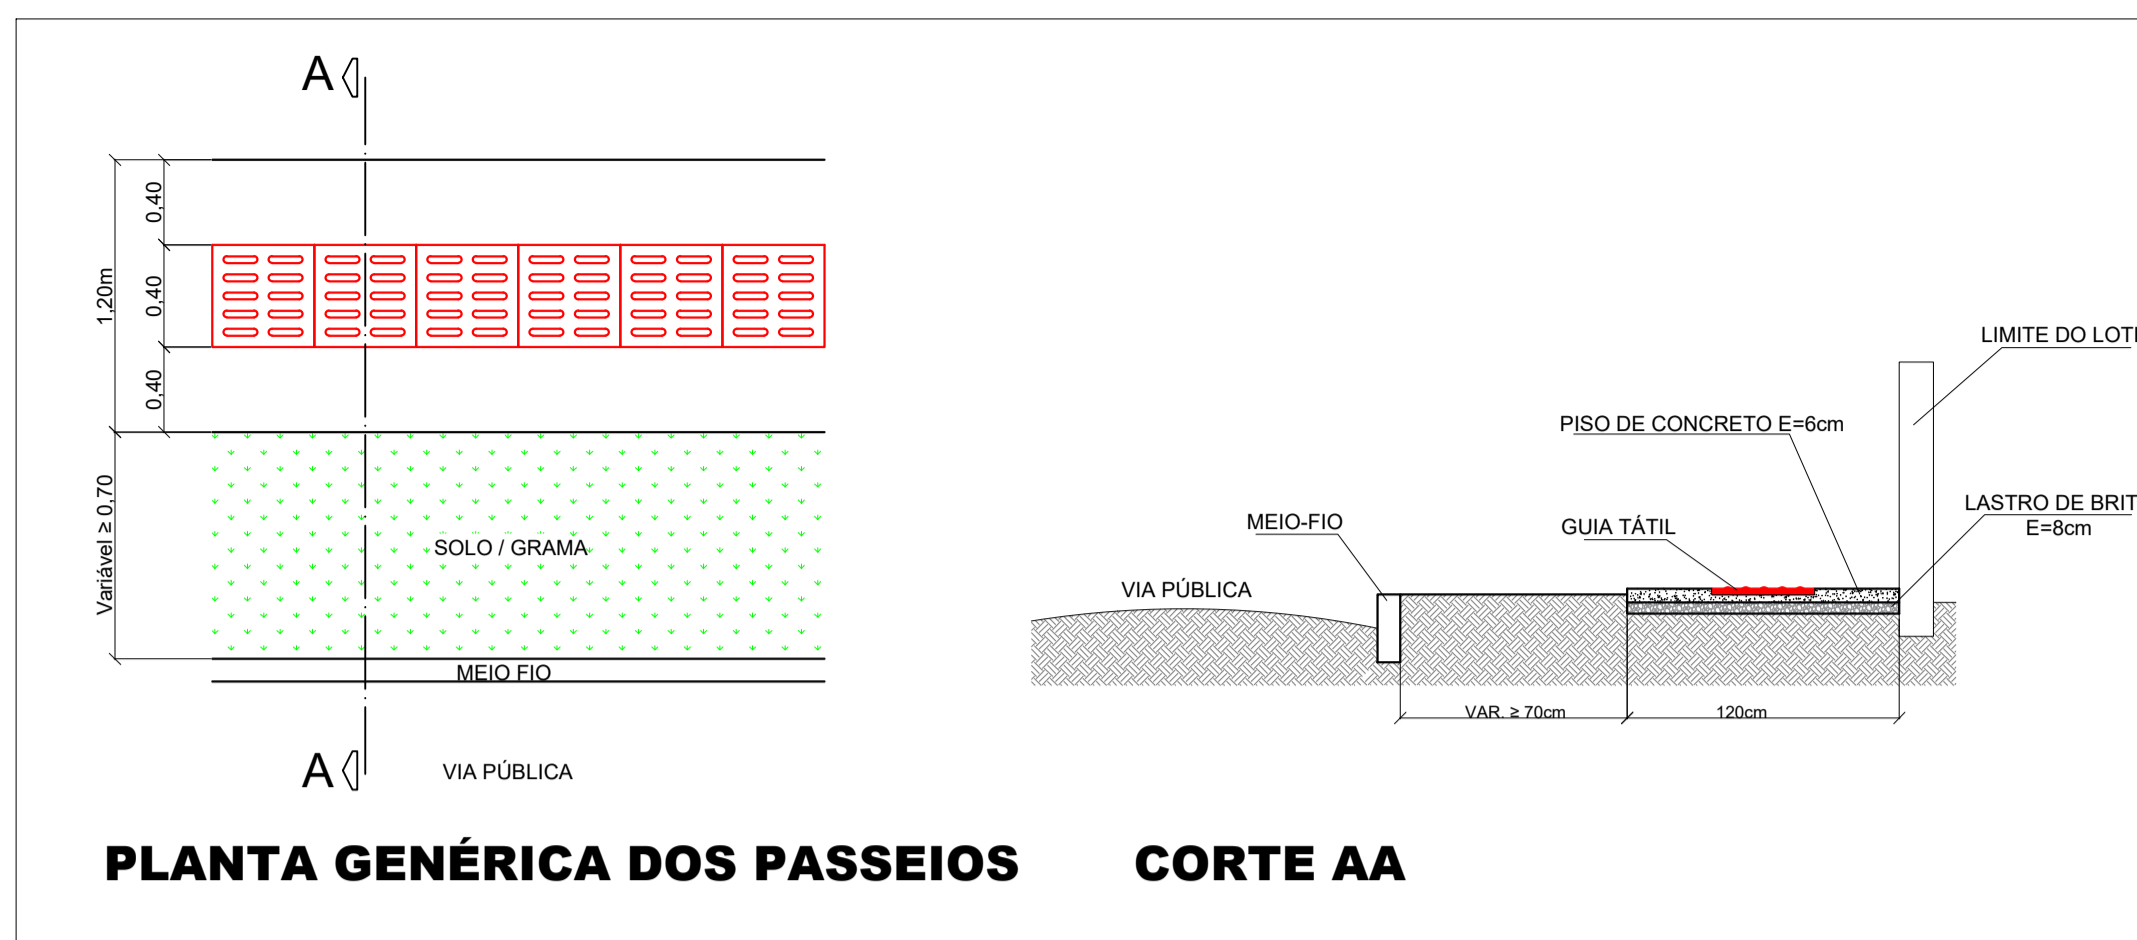 A
0,40
0,40
0,40
1,20m
Variável ≥ 0,70
SOLO / GRAMA
MEIO FIO
A
VIA PÚBLICA
PLANTA GENÉRICA DOS PASSEIOS
LIMITE DO LOT
PISO DE CONCRETO E=6cm
LASTRO DE BRIT
E=8cm
MEIO-FIO
GUIA TÁTIL
VIA PÚBLICA
VAR. ≥ 70cm
120cm
CORTE AA